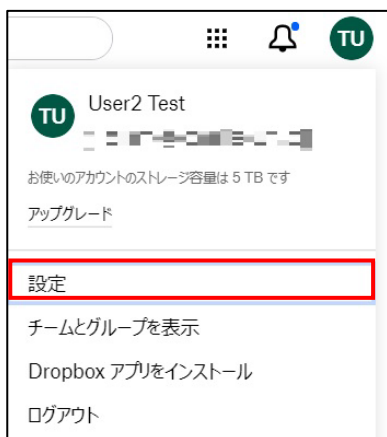 TU
TU
User2 Test
お使いのアカウントのストレージ容量は 5 TB です
アップグレード
設定
チームとグループを表示
Dropbox アプリをインストール
ログアウト